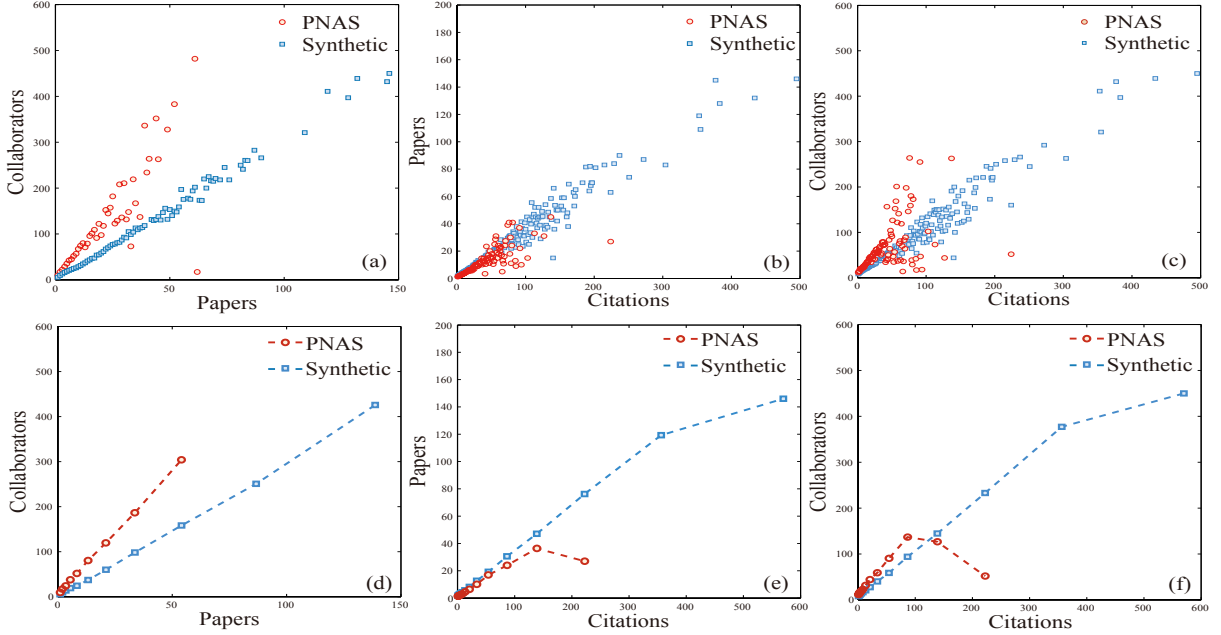 600
500
400
300
200
100
0
0
50
100
150
Collaborators
Papers
PNAS
Synthetic
(a)
200
180
160
140
120
100
80
60
40
20
0
0
100
200
300
400
500
Papers
Citations
PNAS
Synthetic
(b)
600
500
400
300
200
100
0
0
100
200
300
400
500
Collaborators
Citations
PNAS
Synthetic
(c)
600
500
400
300
200
100
0
0
50
100
150
Collaborators
Papers
PNAS
Synthetic
(d)
200
180
160
140
120
100
80
60
40
20
0
0
100
200
300
400
500
600
Papers
Citations
PNAS
Synthetic
(e)
600
500
400
300
200
100
0
0
100
200
300
400
500
600
Collaborators
Citations
PNAS
Synthetic
(f)